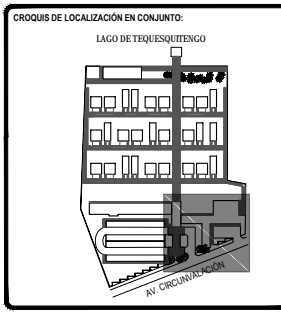 CROQUIS DE LOCALIZACIÓN EN CONJUNTO:
LAGO DE TEQUESQUITENGO
AV. CIRCUNVALACIÓN